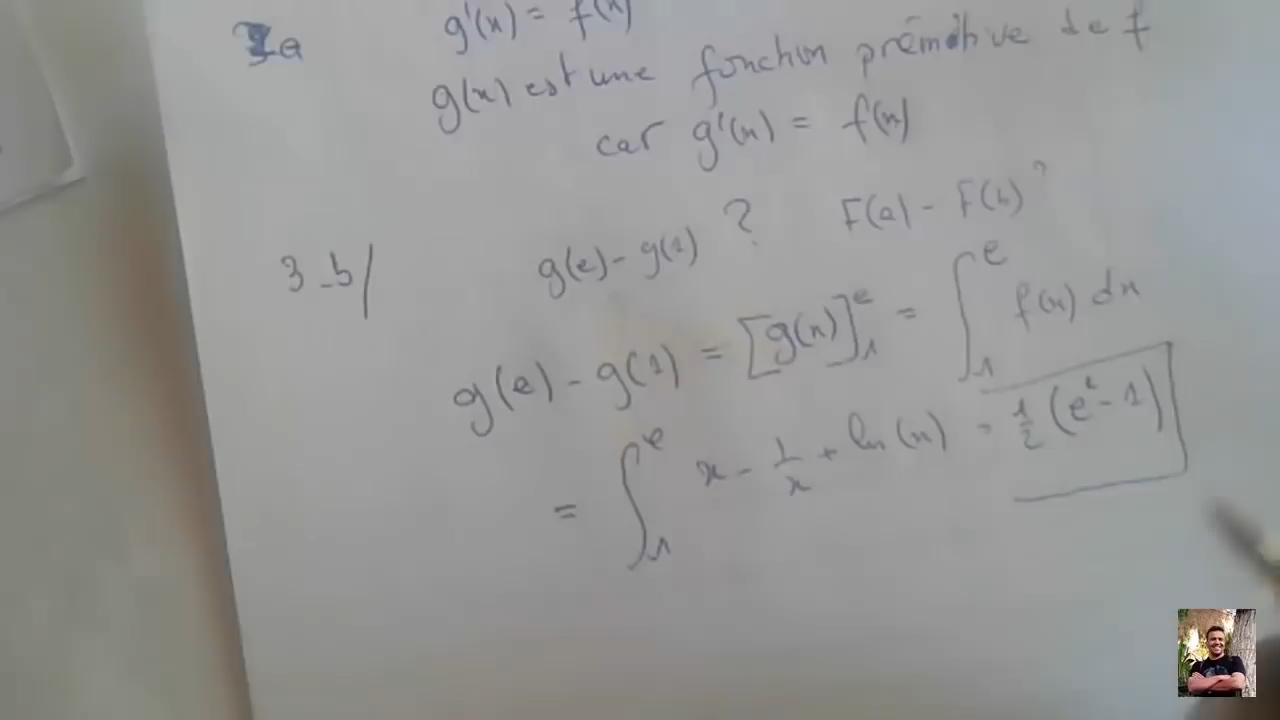 3a g'(x) = f(x)
g(x) est une fonction prémitive de f
car g'(x) = f(x)
3-b/ g(e) - g(1) ? F(a) - F(b) ?
g(e) - g(1) = [g(x)]₁ᵉ = ∫₁ᵉ f(x) dx
= ∫₁ᵉ x - 1/x + ln(x) = 1/2 (e² - 1)